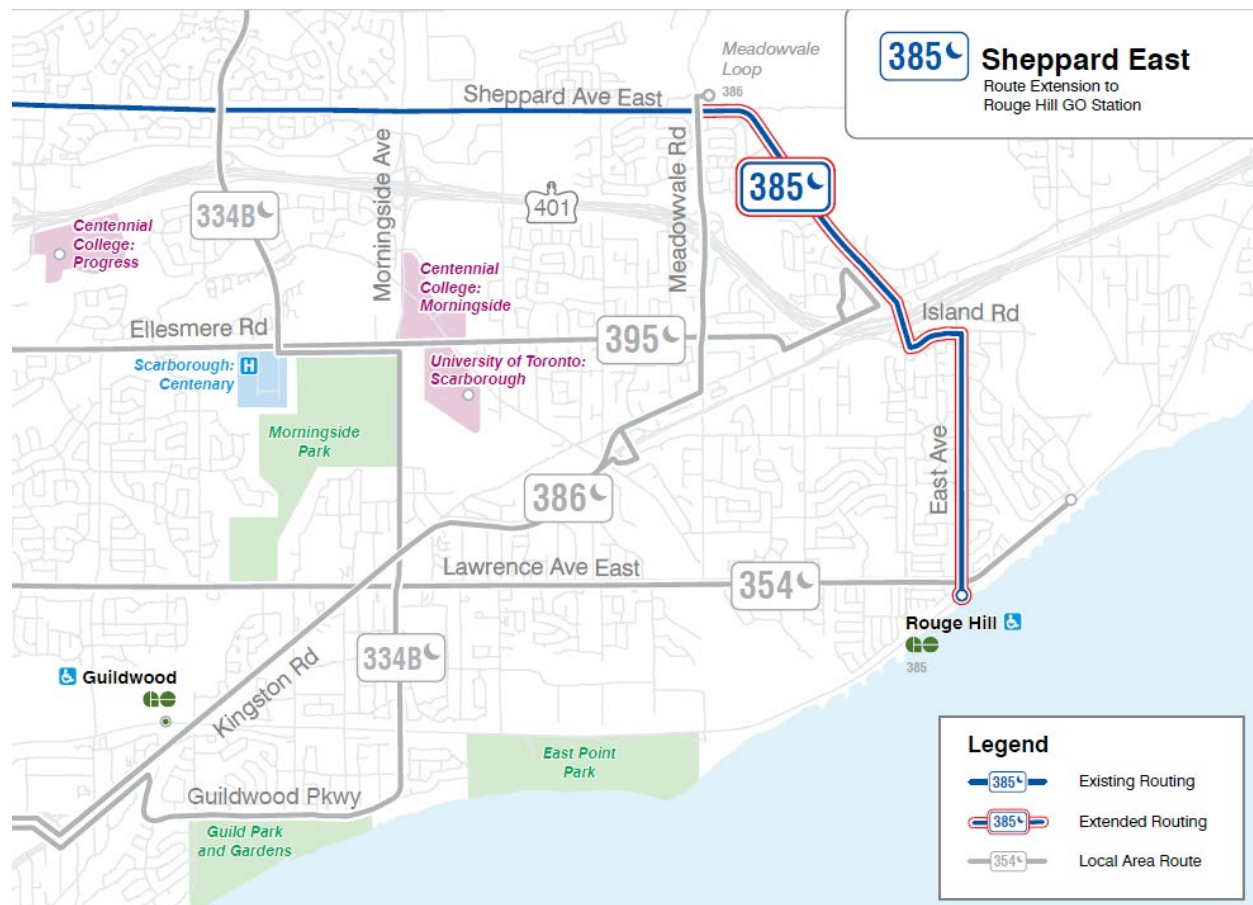 385
Sheppard East
Route Extension to
Rouge Hill GO Station
Meadowvale
Loop
386
Sheppard Ave East
Morningside Ave
Meadowvale Rd
385
334B
401
Centennial
College:
Progress
Centennial
College:
Morningside
Ellesmere Rd
395
Island Rd
Scarborough:
Centenary
H
University of Toronto:
Scarborough
Morningside
Park
East Ave
386
Lawrence Ave East
354
Rouge Hill
GO
385
334B
Guildwood
GO
Kingston Rd
East Point
Park
Guildwood Pkwy
Guild Park
and Gardens
Legend
385 Existing Routing
385 Extended Routing
354 Local Area Route